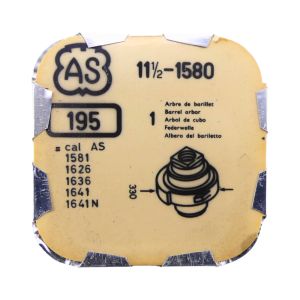 AS
11½-1580
195
1
Arbre de barillet
Barrel arbor
Arbol de cubo
Federwelle
Albero del bariletto
= cal AS
1581
1626
1636
1641
1641N
330